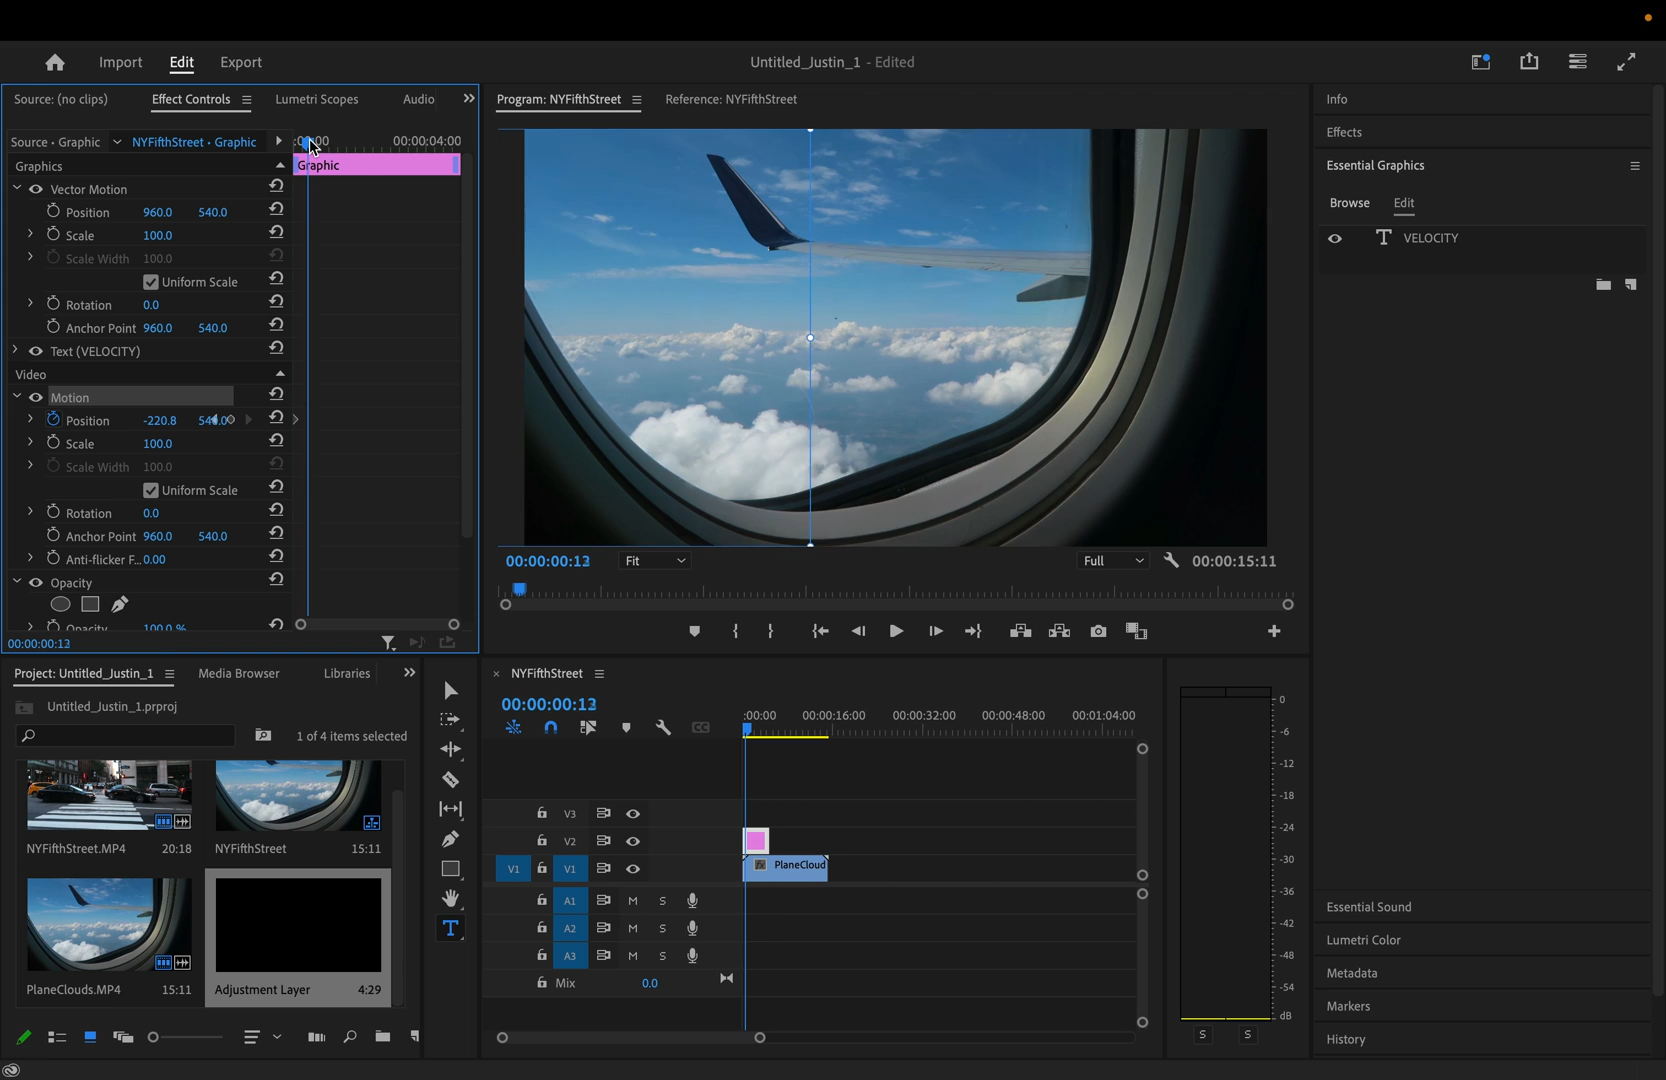 Import Edit Export
Untitled_Justin_1 - Edited
Source: (no clips) Effect Controls Lumetri Scopes Audio
Source • Graphic NYFifthStreet • Graphic
00:00:04:00
Graphics
Graphic
Vector Motion
Position 960.0 540.0
Scale 100.0
Scale Width 100.0
Uniform Scale
Rotation 0.0
Anchor Point 960.0 540.0
Text (VELOCITY)
Video
Motion
Position -220.8 540.0
Scale 100.0
Scale Width 100.0
Uniform Scale
Rotation 0.0
Anchor Point 960.0 540.0
Anti-flicker F... 0.00
Opacity
Opacity 100.0 %
00:00:00:12
Program: NYFifthStreet Reference: NYFifthStreet
00:00:00:12 Fit Full 00:00:15:11
Info
Effects
Essential Graphics
Browse Edit
T VELOCITY
Essential Sound
Lumetri Color
Metadata
Markers
History
Project: Untitled_Justin_1 Media Browser Libraries
Untitled_Justin_1.prproj
1 of 4 items selected
NYFifthStreet.MP4 20:18
NYFifthStreet 15:11
PlaneClouds.MP4 15:11
Adjustment Layer 4:29
T
× NYFifthStreet
00:00:00:12
CC
:00:00 00:00:16:00 00:00:32:00 00:00:48:00 00:01:04:00
V3
V2
V1 V1 fx PlaneCloud
A1 M S
A2 M S
A3 M S
Mix 0.0
0
-6
-12
-18
-24
-30
-36
-42
-48
-54
dB
S S